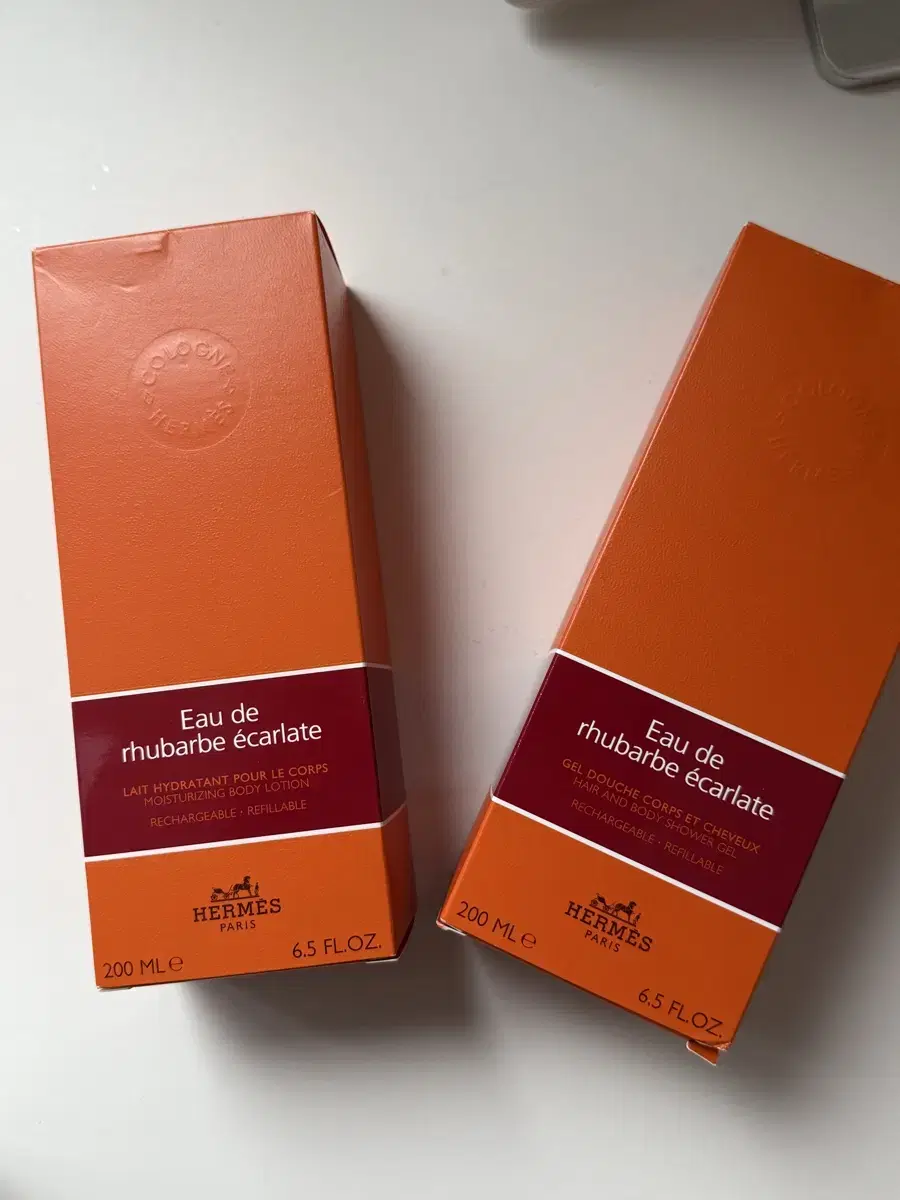 COLOGNE
HERMÈS
Eau de
rhubarbe écarlate
LAIT HYDRATANT POUR LE CORPS
MOISTURIZING BODY LOTION
RECHARGEABLE • REFILLABLE
HERMÈS
PARIS
200 ML e
6.5 FL.OZ.
COLOGNE
HERMÈS
Eau de
rhubarbe écarlate
GEL DOUCHE CORPS ET CHEVEUX
HAIR AND BODY SHOWER GEL
RECHARGEABLE • REFILLABLE
HERMÈS
PARIS
200 ML e
6.5 FL.OZ.